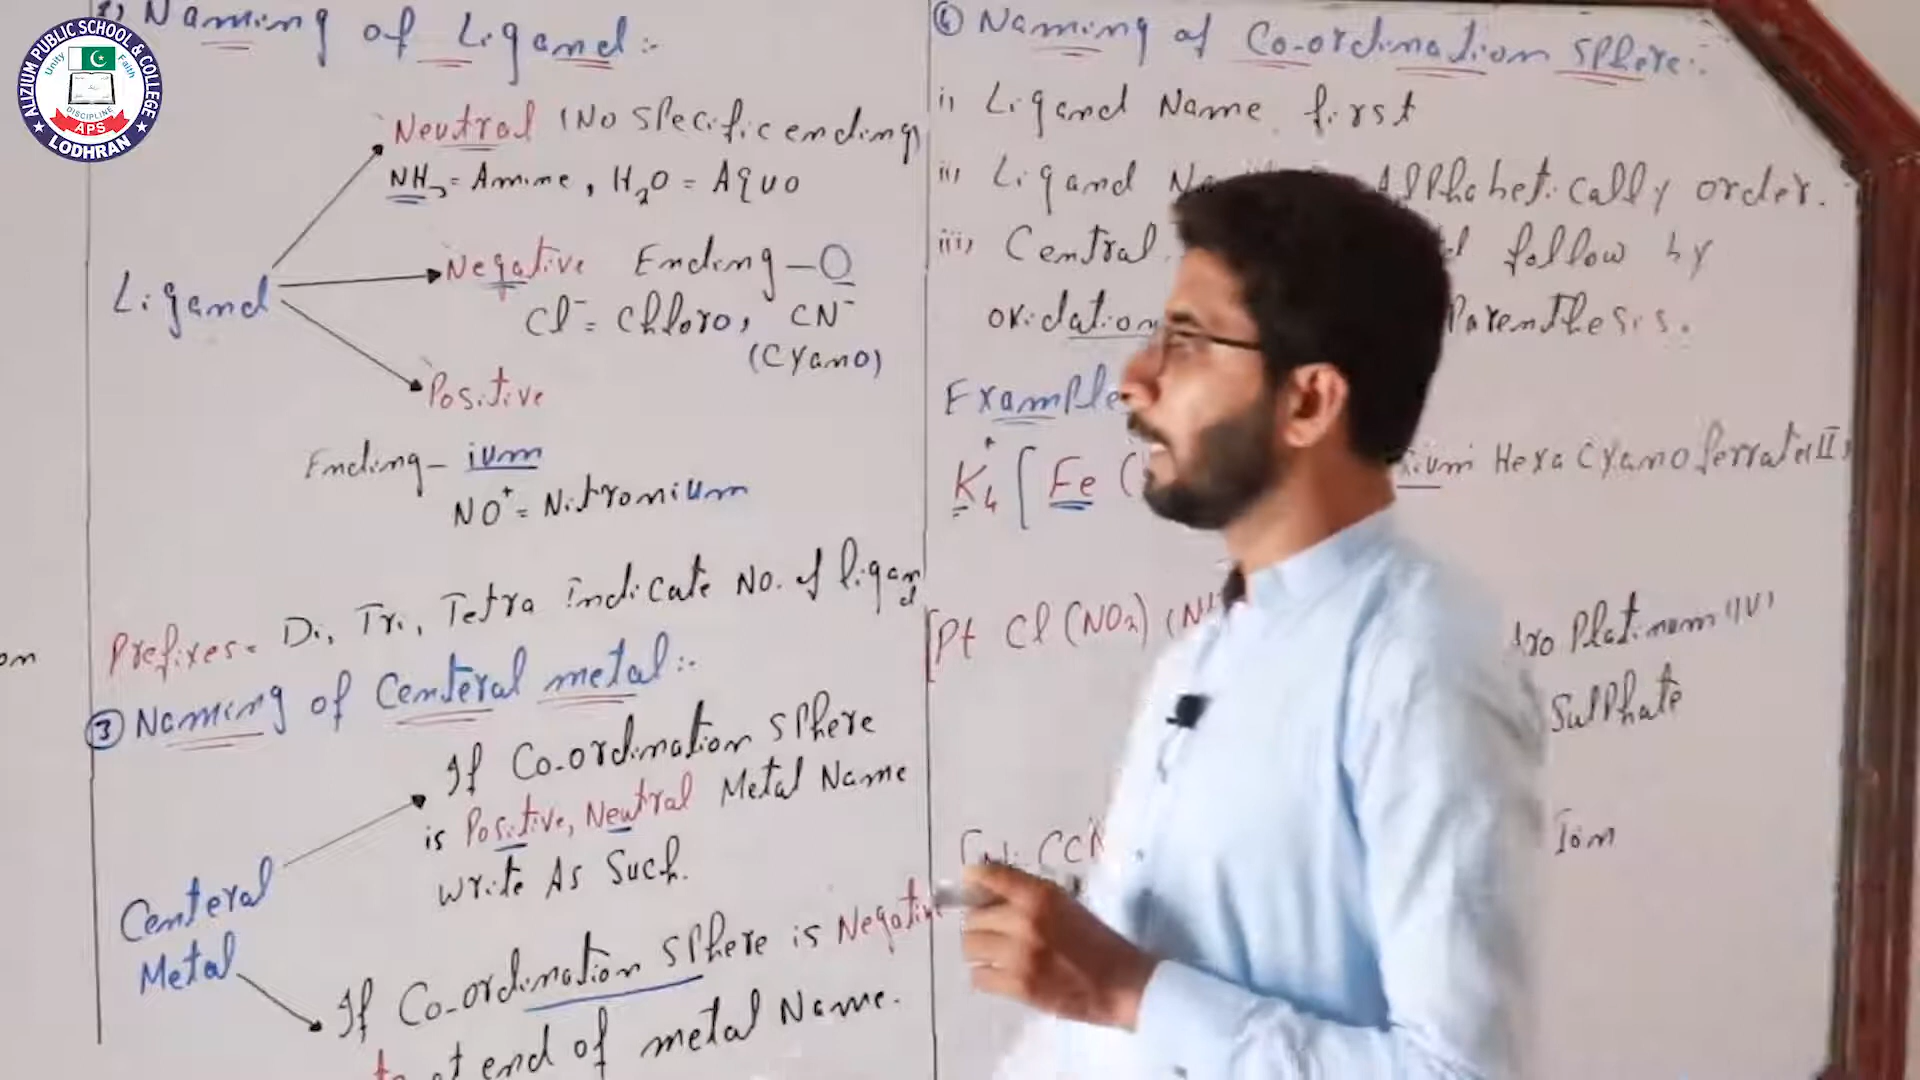 ALIZIUM PUBLIC SCHOOL & COLLEGE
Unity
Faith
DISCIPLINE
APS
LODHRAN
Naming of Ligand :-
Neutral (No specific ending
NH3 = Amine, H2O = Aquo
Ligand
Negative Ending - O
Cl- = Chloro, CN-
(Cyano)
Positive
Ending - ium
NO+ = Nitronium
Prefixes = Di, Tri, Tetra indicate No. of ligand
③ Naming of Centeral metal :-
If Co-ordination sphere
is Positive, Neutral Metal Name
write As Such.
Centeral
Metal
If Co-ordination sphere is Negative
at end of metal Name.
Naming of Co-ordination sphere :-
i) Ligand Name first
ii) Ligand Alphabetically order.
iii) Central follow by
oxidation Parenthesis.
Example
K4 [Fe ( ium Hexa Cyano ferrate(II)
[Pt Cl (NO2) (NH ro Platinum (IV)
Sulphate
Ion